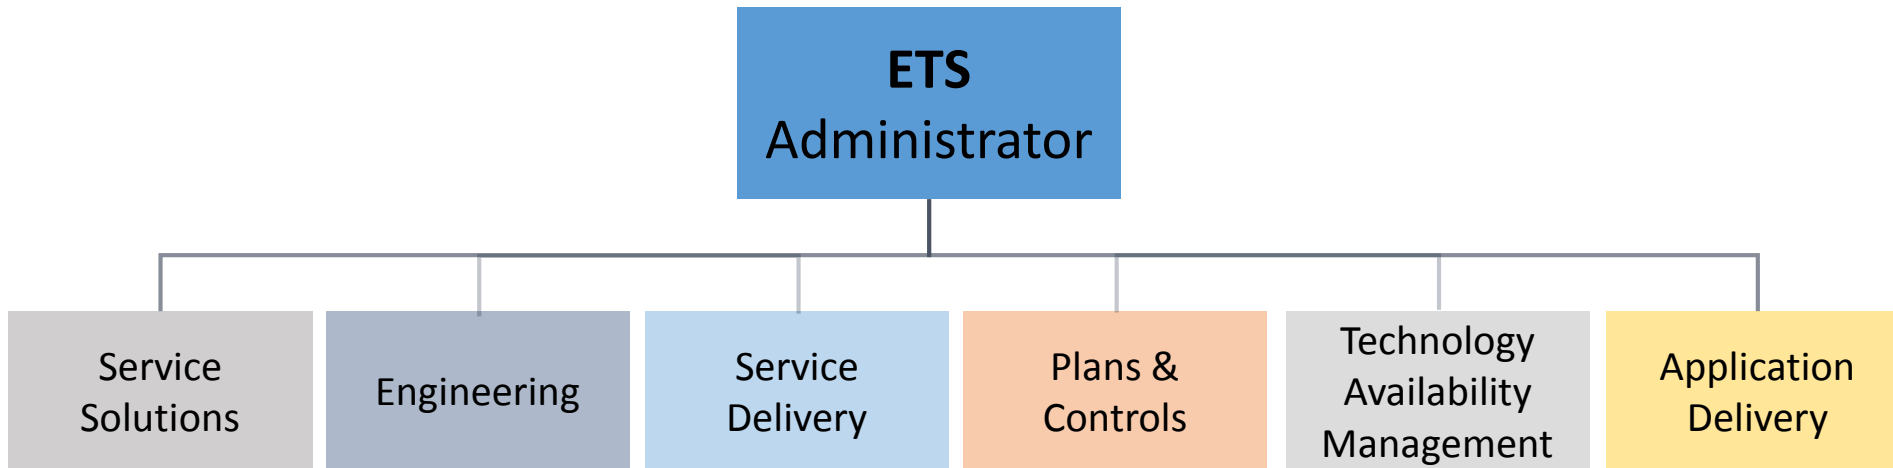 ETS
Administrator
Service
Solutions
Engineering
Service
Delivery
Plans &
Controls
Technology
Availability
Management
Application
Delivery